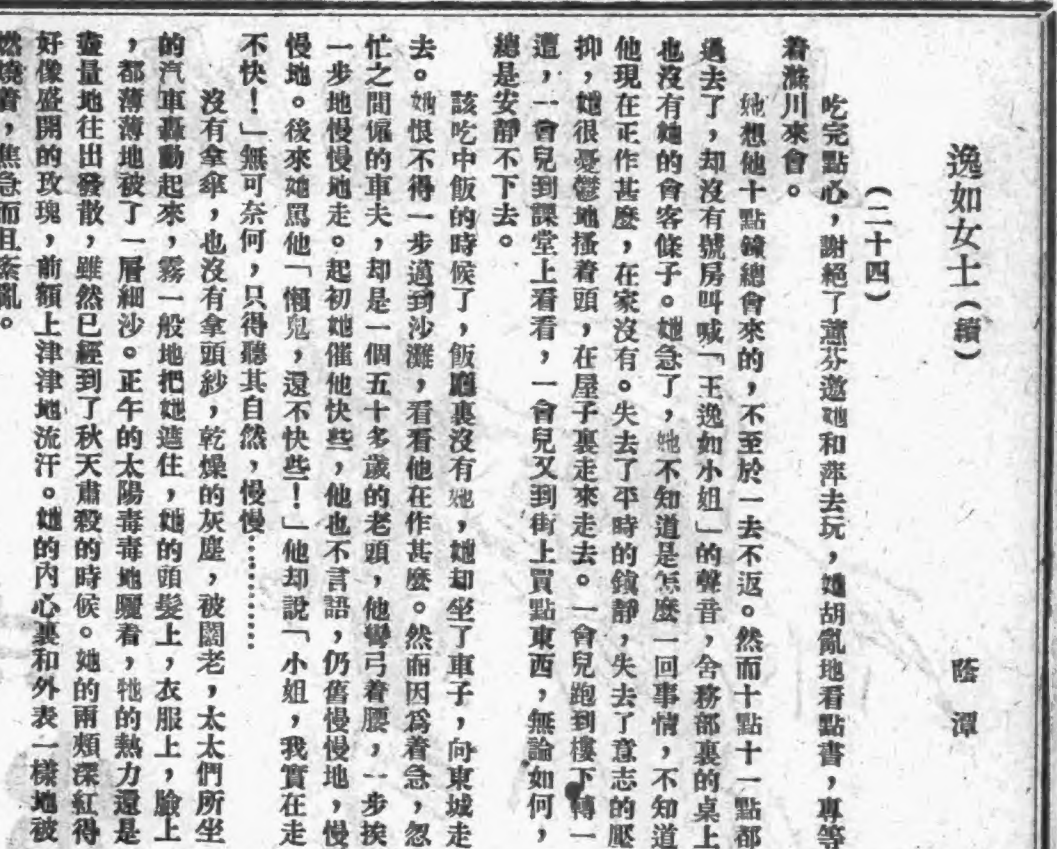 逸如女士(續)
蔭潭
(二十四)
吃完點心,謝絕了蕙芬邀她和萍去玩,她胡亂地看點書,專等
着濚川來會。
她想他十點鐘總會來的,不至於一去不返。然而十點十一點都
過去了,却沒有號房叫喊「王逸如小姐」的聲音,舍務部裏的桌上
也沒有她的會客條子。她急了,她不知道是怎麼一回事情,不知道
他現在正作甚麼,在家沒有。失去了平時的鎮靜,失去了意志的壓
抑,她很憂鬱地搔着頭,在屋子裏走來走去。一會兒跑到樓下轉一
遭,一會兒到課堂上看看,一會兒又到街上買點東西,無論如何,
總是安靜不下去。
該吃中飯的時候了,飯廳裏沒有她,她却坐了車子,向東城走
去。她恨不得一步邁到沙灘,看看他在作甚麼。然而因爲着急,忽
忙之間僱的車夫,却是一個五十多歲的老頭,他彎弓着腰,一步挨
一步地慢慢地走。起初她催他快些,他也不言語,仍舊慢慢地,慢
慢地。後來她罵他「懶鬼,還不快些!」他却說「小姐,我實在走
不快!」無可奈何,只得聽其自然,慢慢…………
沒有拿傘,也沒有拿頭紗,乾燥的灰塵,被闊老,太太們所坐
的汽車轟動起來,霧一般地把她遮住,她的頭髮上,衣服上,臉上
,都薄薄地被了一層細沙。正午的太陽毒毒地曬着,牠的熱力還是
盡量地往出發散,雖然已經到了秋天肅殺的時候。她的兩頰深紅得
好像盛開的玫瑰,前額上津津地流汗。她的內心裏和外表一樣地被
燃燒着,焦急而且紊亂。